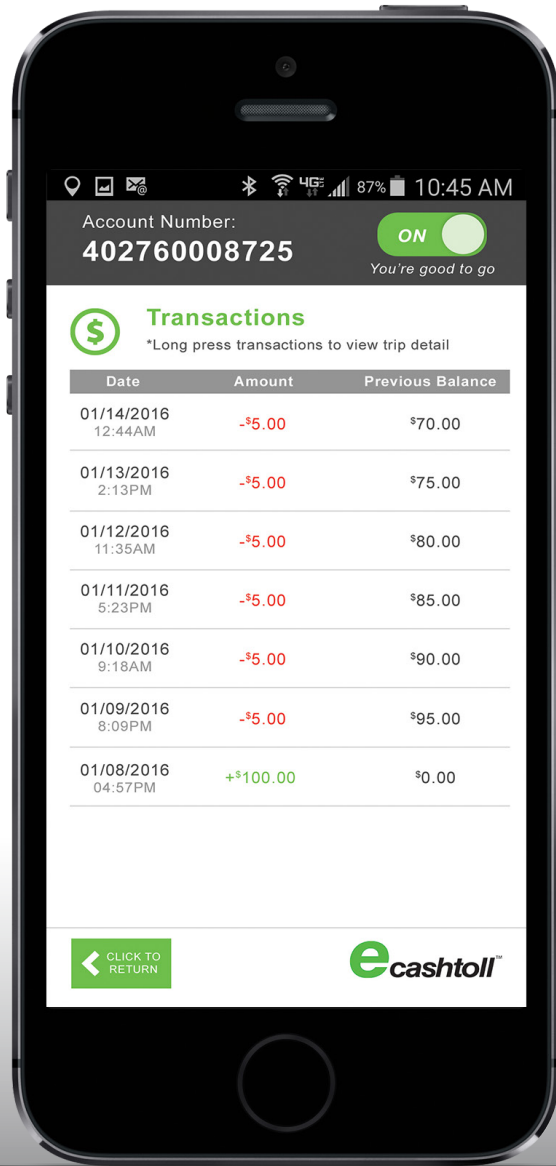 4G 87% 10:45 AM
Account Number:
402760008725
ON
You're good to go
$
Transactions
*Long press transactions to view trip detail
Date Amount Previous Balance
01/14/2016
12:44AM
-$5.00 $70.00
01/13/2016
2:13PM
-$5.00 $75.00
01/12/2016
11:35AM
-$5.00 $80.00
01/11/2016
5:23PM
-$5.00 $85.00
01/10/2016
9:18AM
-$5.00 $90.00
01/09/2016
8:09PM
-$5.00 $95.00
01/08/2016
04:57PM
+$100.00 $0.00
CLICK TO
RETURN
ecashtoll™